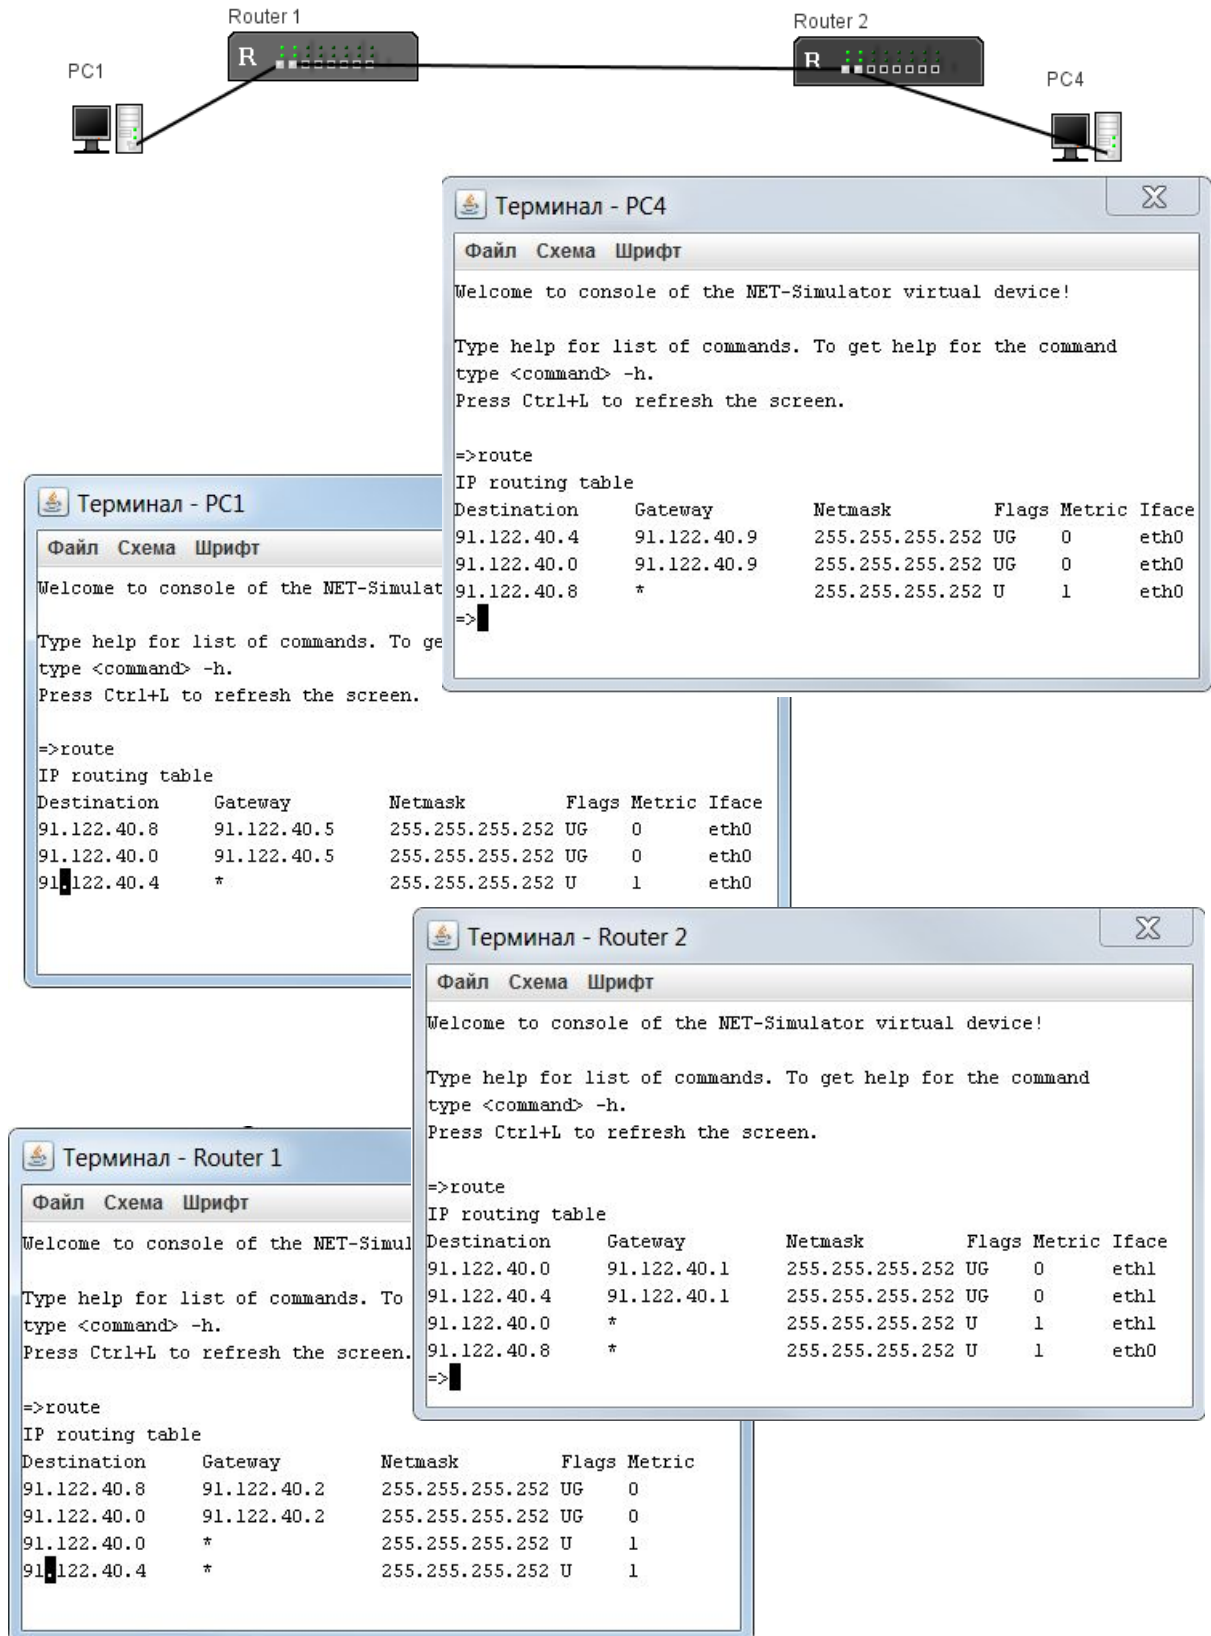 Router 1
Router 2
R
R
PC1
PC4
Терминал - PC4
Файл Схема Шрифт
Welcome to console of the NET-Simulator virtual device!
Type help for list of commands. To get help for the command
type <command> -h.
Press Ctrl+L to refresh the screen.
=>route
IP routing table
Destination Gateway Netmask Flags Metric Iface
91.122.40.4 91.122.40.9 255.255.255.252 UG 0 eth0
91.122.40.0 91.122.40.9 255.255.255.252 UG 0 eth0
91.122.40.8 * 255.255.255.252 U 1 eth0
=>
Терминал - PC1
Файл Схема Шрифт
Welcome to console of the NET-Simulat
Type help for list of commands. To ge
type <command> -h.
Press Ctrl+L to refresh the screen.
=>route
IP routing table
Destination Gateway Netmask Flags Metric Iface
91.122.40.8 91.122.40.5 255.255.255.252 UG 0 eth0
91.122.40.0 91.122.40.5 255.255.255.252 UG 0 eth0
91.122.40.4 * 255.255.255.252 U 1 eth0
Терминал - Router 2
Файл Схема Шрифт
Welcome to console of the NET-Simulator virtual device!
Type help for list of commands. To get help for the command
type <command> -h.
Press Ctrl+L to refresh the screen.
=>route
IP routing table
Destination Gateway Netmask Flags Metric Iface
91.122.40.0 91.122.40.1 255.255.255.252 UG 0 eth1
91.122.40.4 91.122.40.1 255.255.255.252 UG 0 eth1
91.122.40.0 * 255.255.255.252 U 1 eth1
91.122.40.8 * 255.255.255.252 U 1 eth0
=>
Терминал - Router 1
Файл Схема Шрифт
Welcome to console of the NET-Simul
Type help for list of commands. To
type <command> -h.
Press Ctrl+L to refresh the screen.
=>route
IP routing table
Destination Gateway Netmask Flags Metric
91.122.40.8 91.122.40.2 255.255.255.252 UG 0
91.122.40.0 91.122.40.2 255.255.255.252 UG 0
91.122.40.0 * 255.255.255.252 U 1
91.122.40.4 * 255.255.255.252 U 1